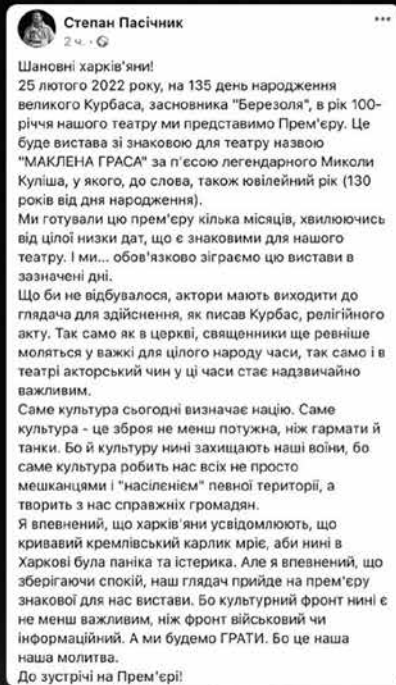 Степан Пасічник
2 ч. ·
Шановні харків'яни!
25 лютого 2022 року, на 135 день народження
великого Курбаса, засновника "Березоля", в рік 100-
річчя нашого театру ми представимо Прем'єру. Це
буде вистава зі знаковою для театру назвою
"МАКЛЕНА ГРАСА" за п'єсою легендарного Миколи
Куліша, у якого, до слова, також ювілейний рік (130
років від дня народження).
Ми готували цю прем'єру кілька місяців, хвилюючись
від цілої низки дат, що є знаковими для нашого
театру. І ми... обов'язково зіграємо цю вистави в
зазначені дні.
Що би не відбувалося, актори мають виходити до
глядача для здійснення, як писав Курбас, релігійного
акту. Так само як в церкві, священники ще ревніше
моляться у важкі для цілого народу часи, так само і в
театрі акторський чин у ці часи стає надзвичайно
важливим.
Саме культура сьогодні визначає націю. Саме
культура - це зброя не менш потужна, ніж гармати й
танки. Бо й культуру нині захищають наші воїни, бо
саме культура робить нас всіх не просто
мешканцями і "насілєнієм" певної території, а
творить з нас справжніх громадян.
Я впевнений, що харків'яни усвідомлюють, що
кривавий кремлівський карлик мріє, аби нині в
Харкові була паніка та істерика. Але я впевнений, що
зберігаючи спокій, наш глядач прийде на прем'єру
знакової для нас вистави. Бо культурний фронт нині є
не менш важливим, ніж фронт військовий чи
інформаційний. А ми будемо ГРАТИ. Бо це наша
наша молитва.
До зустрічі на Прем'єрі!